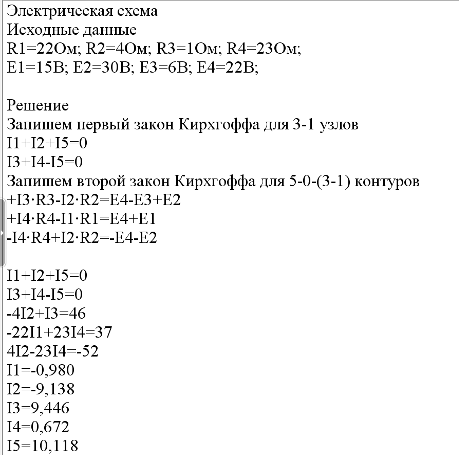 Электрическая схема
Исходные данные
R1=22Ом; R2=4Ом; R3=1Ом; R4=23Ом;
E1=15В; E2=30В; E3=6В; E4=22В;
Решение
Запишем первый закон Кирхгоффа для 3-1 узлов
I1+I2+I5=0
I3+I4-I5=0
Запишем второй закон Кирхгоффа для 5-0-(3-1) контуров
+I3·R3-I2·R2=E4-E3+E2
+I4·R4-I1·R1=E4+E1
-I4·R4+I2·R2=-E4-E2
I1+I2+I5=0
I3+I4-I5=0
-4I2+I3=46
-22I1+23I4=37
4I2-23I4=-52
I1=-0,980
I2=-9,138
I3=9,446
I4=0,672
I5=10,118